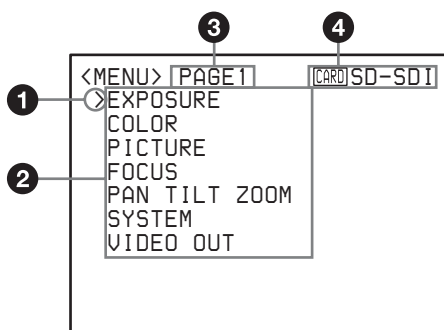 3 4
<MENU> PAGE1 CARD SD-SDI
1 >EXPOSURE
COLOR
PICTURE
2 FOCUS
PAN TILT ZOOM
SYSTEM
VIDEO OUT